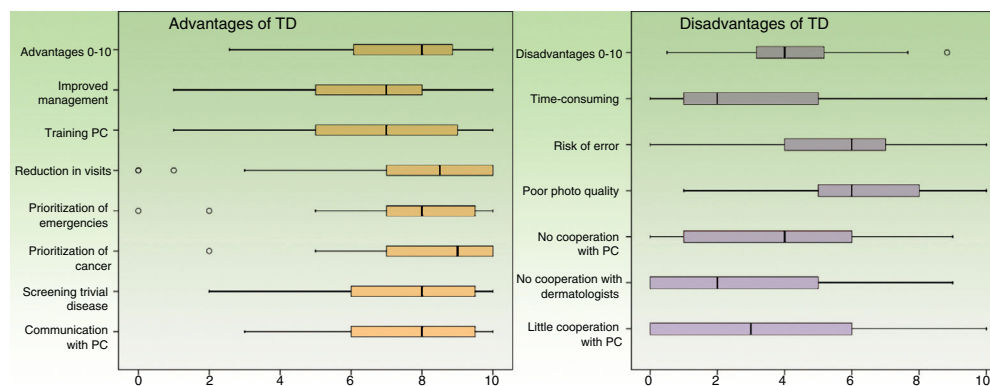 Advantages of TD
Advantages 0-10
Improved
management
Training PC
Reduction in visits
Prioritization of
emergencies
Prioritization of
cancer
Screening trivial
disease
Communication
with PC
0 2 4 6 8 10
Disadvantages of TD
Disadvantages 0-10
Time-consuming
Risk of error
Poor photo quality
No cooperation
with PC
No cooperation with
dermatologists
Little cooperation
with PC
0 2 4 6 8 10